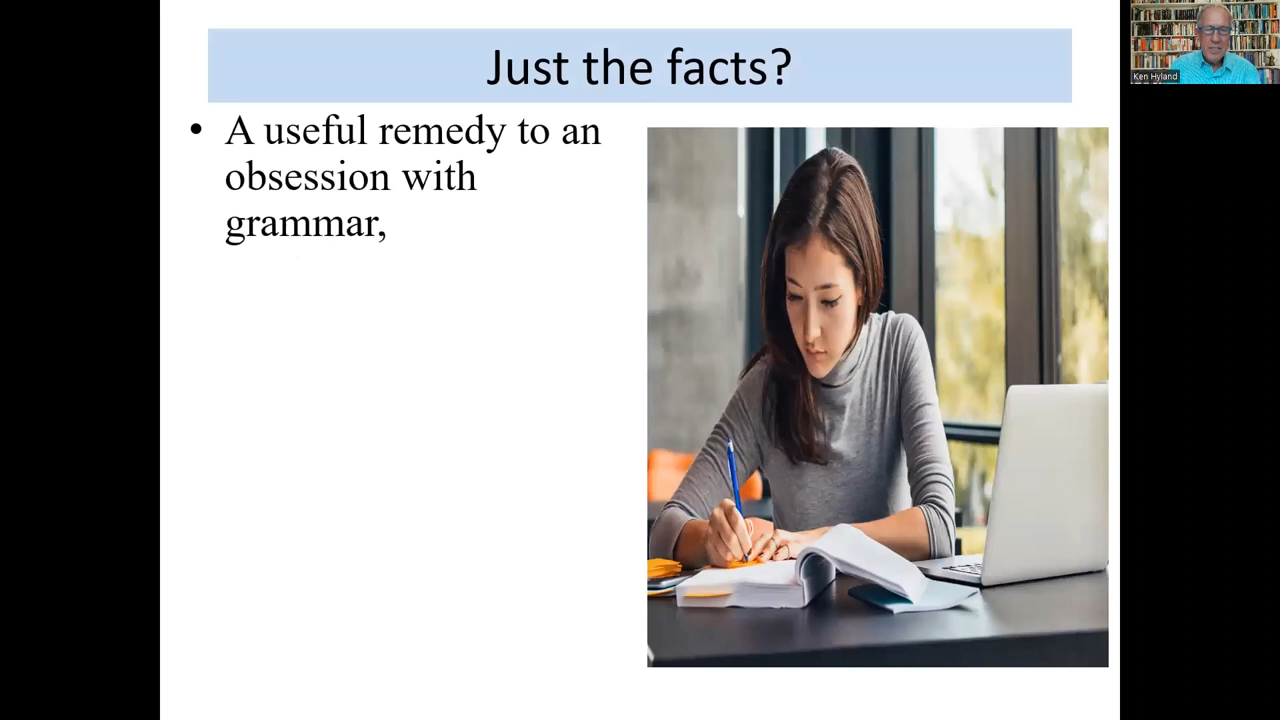 Just the facts?
• A useful remedy to an
obsession with
grammar,
Ken Hyland